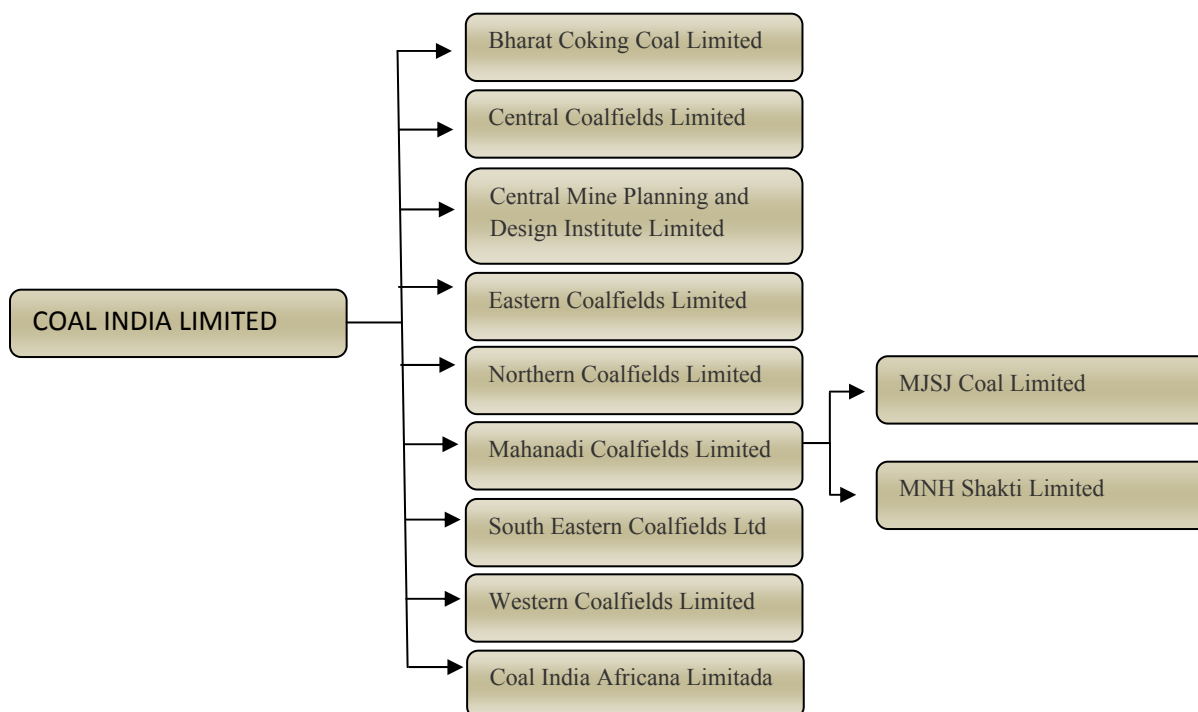 Bharat Coking Coal Limited
Central Coalfields Limited
Central Mine Planning and
Design Institute Limited
Eastern Coalfields Limited
COAL INDIA LIMITED
Northern Coalfields Limited
MJSJ Coal Limited
Mahanadi Coalfields Limited
MNH Shakti Limited
South Eastern Coalfields Ltd
Western Coalfields Limited
Coal India Africana Limitada